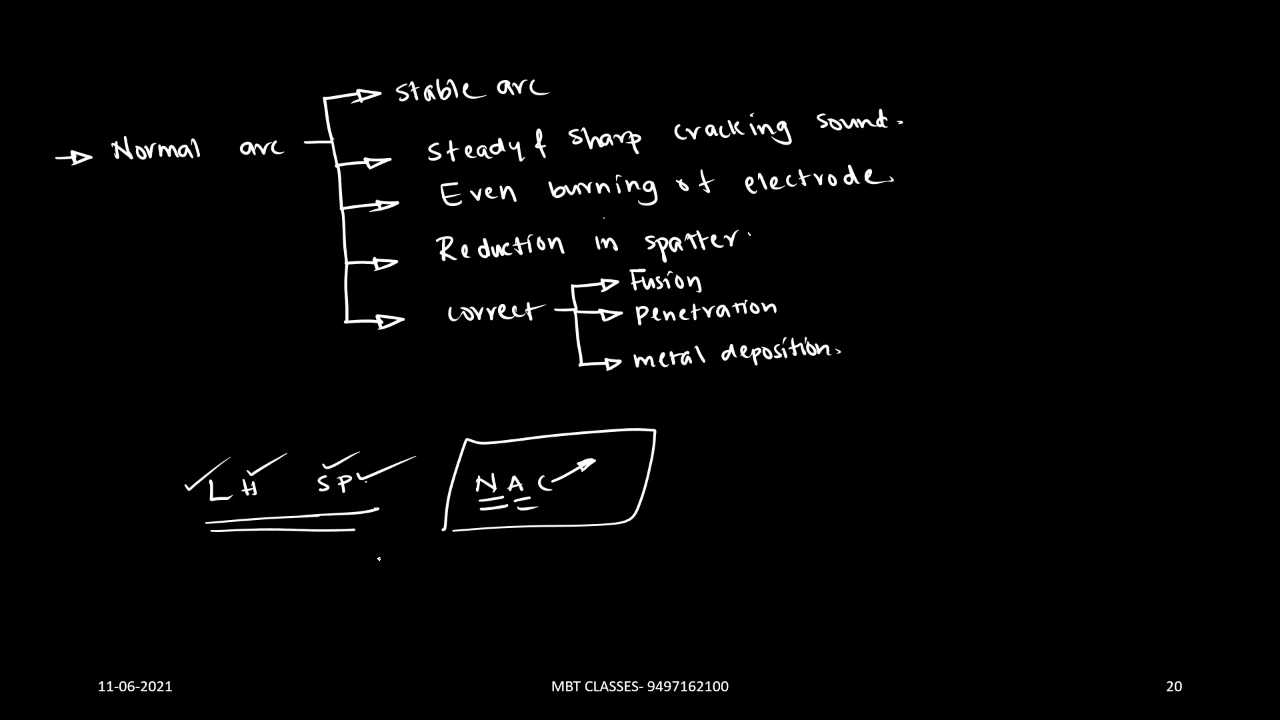 stable arc
Normal arc
steady & sharp cracking sound.
Even burning of electrode.
Reduction in spatter.
Fusion
correct
penetration
metal deposition.
LH SP NAC
11-06-2021 MBT CLASSES- 9497162100 20